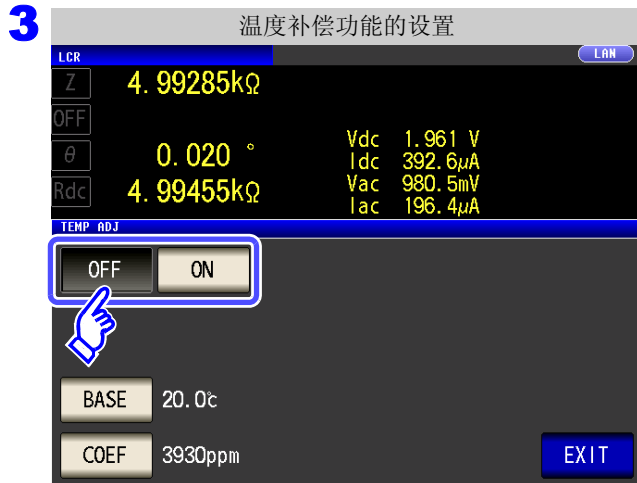 3
温度补偿功能的设置
LCR LAN
Z 4.99285kΩ
OFF
θ 0.020 °
Rdc 4.99455kΩ
Vdc 1.961 V
Idc 392.6μA
Vac 980.5mV
Iac 196.4μA
TEMP ADJ
OFF ON
BASE 20.0℃
COEF 3930ppm
EXIT